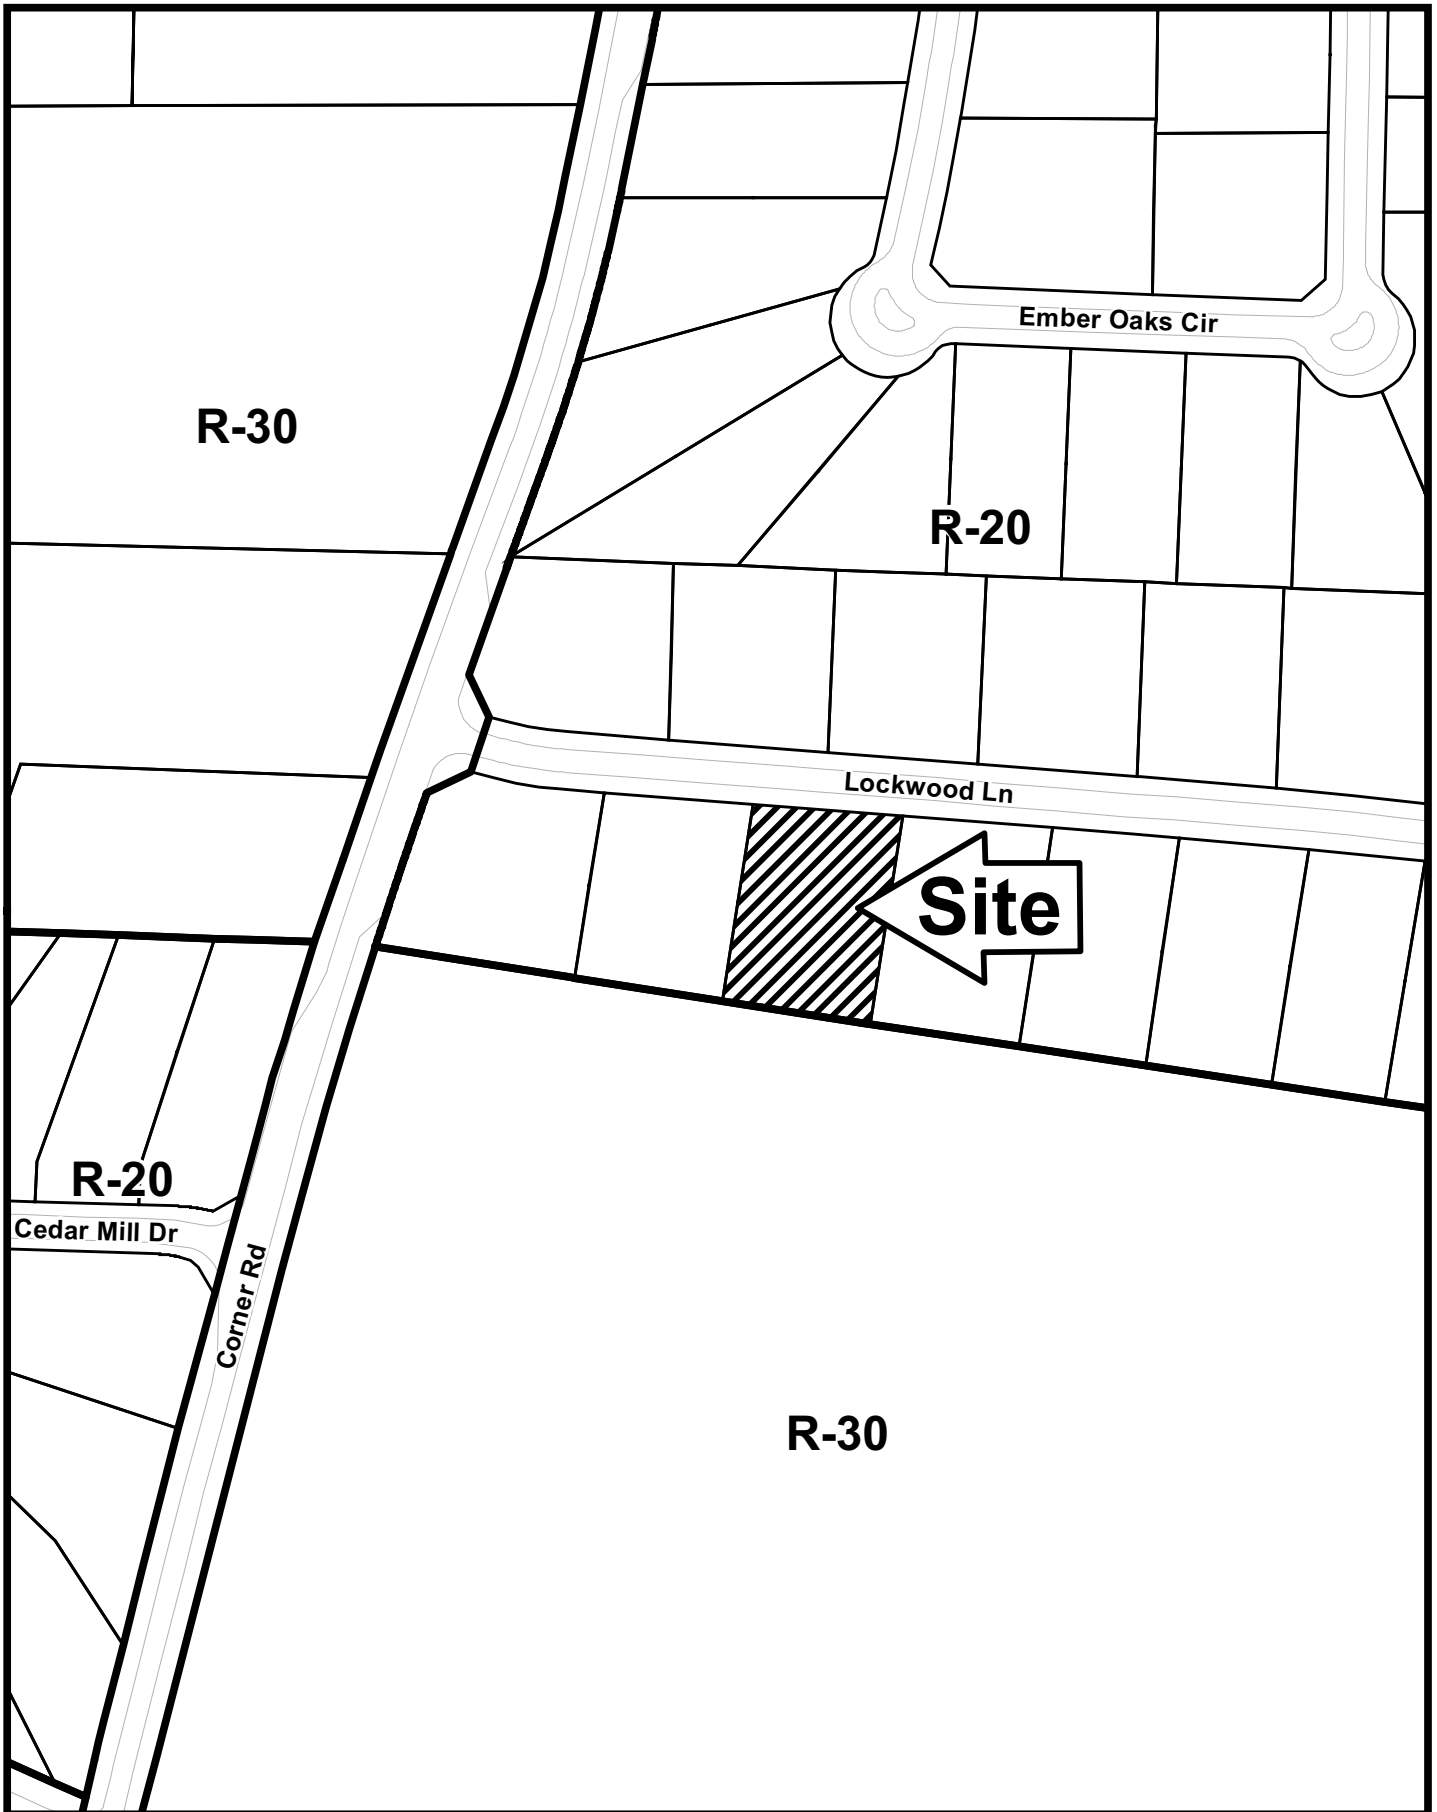 Ember Oaks Cir
R-30
R-20
Lockwood Ln
Site
R-20
Cedar Mill Dr
Corner Rd
R-30